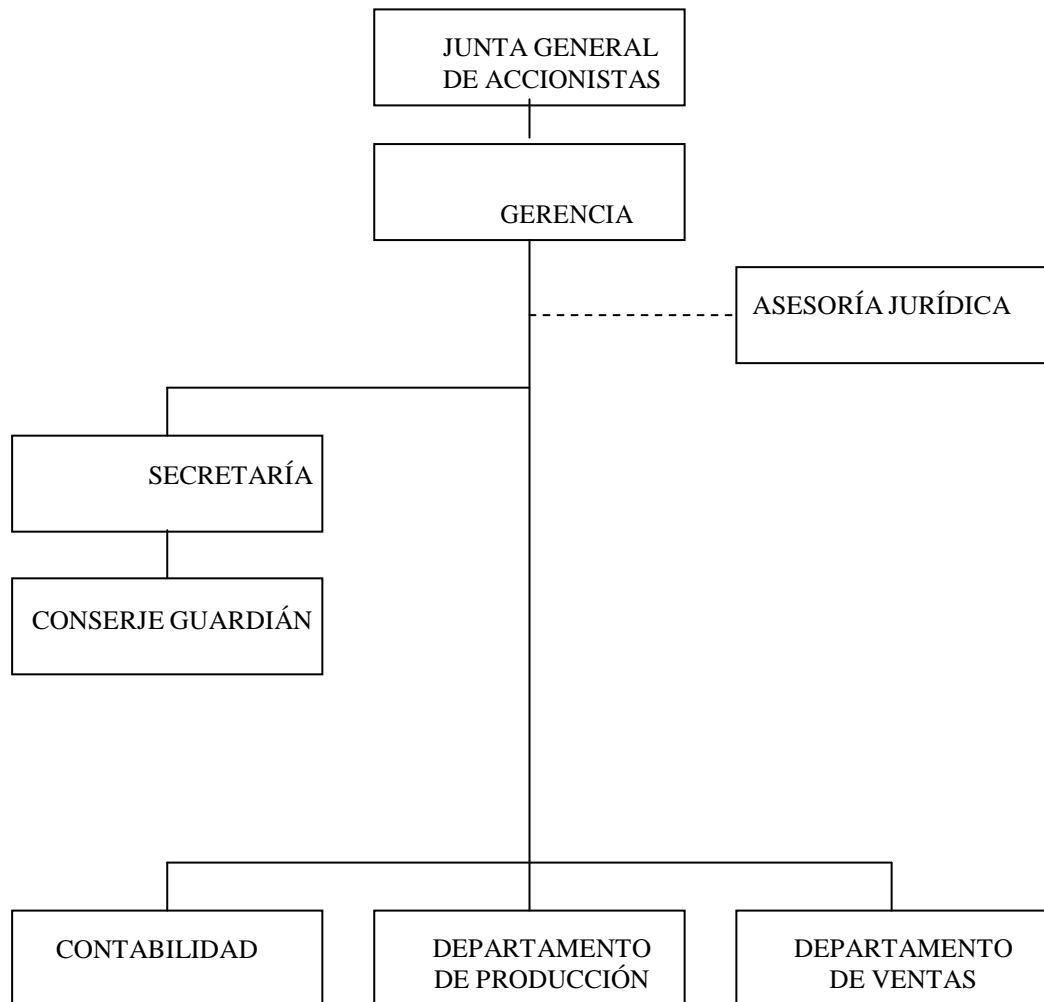 JUNTA GENERAL
DE ACCIONISTAS
GERENCIA
ASESORÍA JURÍDICA
SECRETARÍA
CONSERJE GUARDIÁN
CONTABILIDAD
DEPARTAMENTO
DE PRODUCCIÓN
DEPARTAMENTO
DE VENTAS